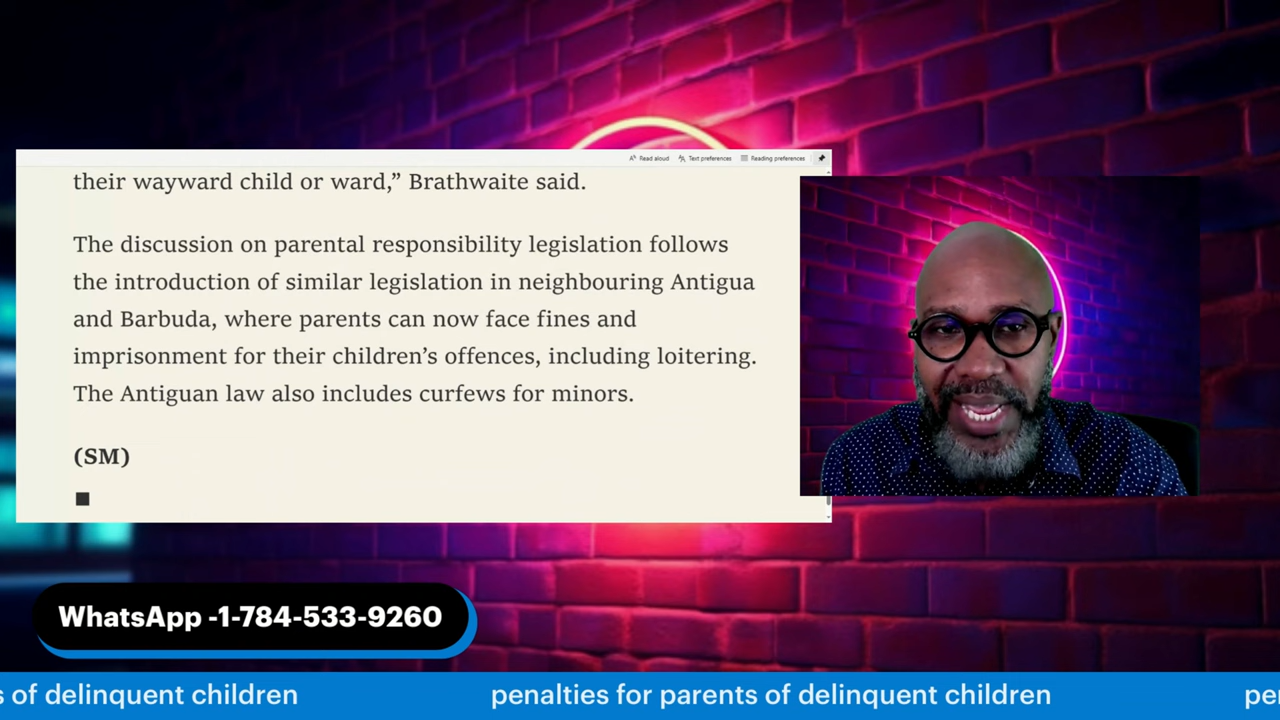 Read aloud Text preferences Reading preferences
their wayward child or ward,” Brathwaite said.
The discussion on parental responsibility legislation follows
the introduction of similar legislation in neighbouring Antigua
and Barbuda, where parents can now face fines and
imprisonment for their children’s offences, including loitering.
The Antiguan law also includes curfews for minors.
(SM)
WhatsApp -1-784-533-9260
s of delinquent children penalties for parents of delinquent children pe